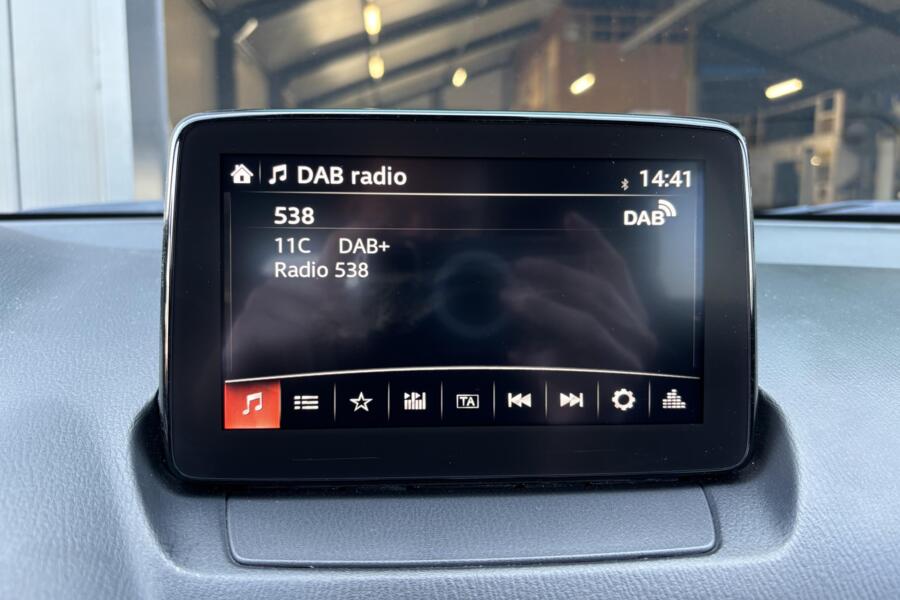 DAB radio 14:41
538 DAB
11C DAB+
Radio 538
TA